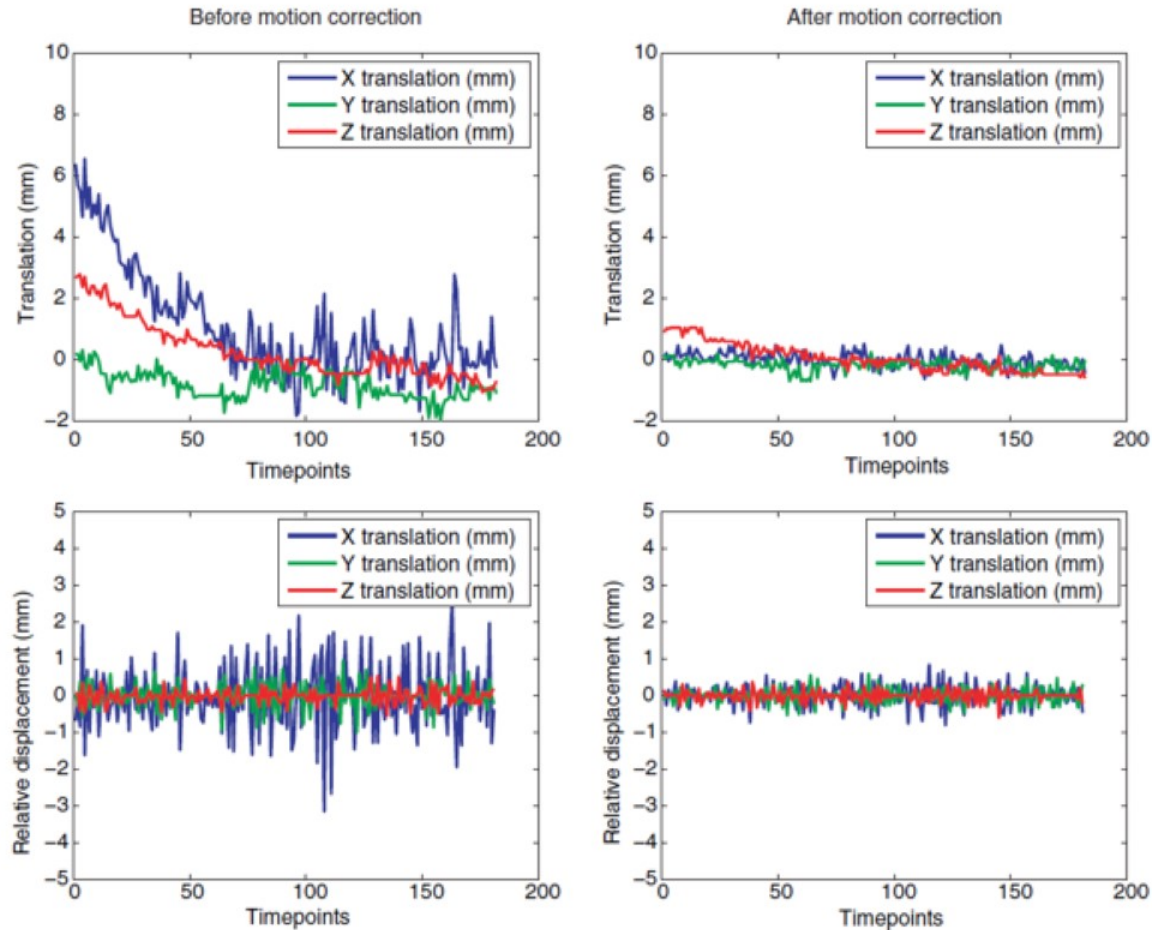 Before motion correction
After motion correction
10
8
6
4
2
0
−2
Translation (mm)
X translation (mm)
Y translation (mm)
Z translation (mm)
0
50
100
150
200
Timepoints
10
8
6
4
2
0
−2
Translation (mm)
X translation (mm)
Y translation (mm)
Z translation (mm)
0
50
100
150
200
Timepoints
5
4
3
2
1
0
−1
−2
−3
−4
−5
Relative displacement (mm)
X translation (mm)
Y translation (mm)
Z translation (mm)
0
50
100
150
200
Timepoints
5
4
3
2
1
0
−1
−2
−3
−4
−5
Relative displacement (mm)
X translation (mm)
Y translation (mm)
Z translation (mm)
0
50
100
150
200
Timepoints